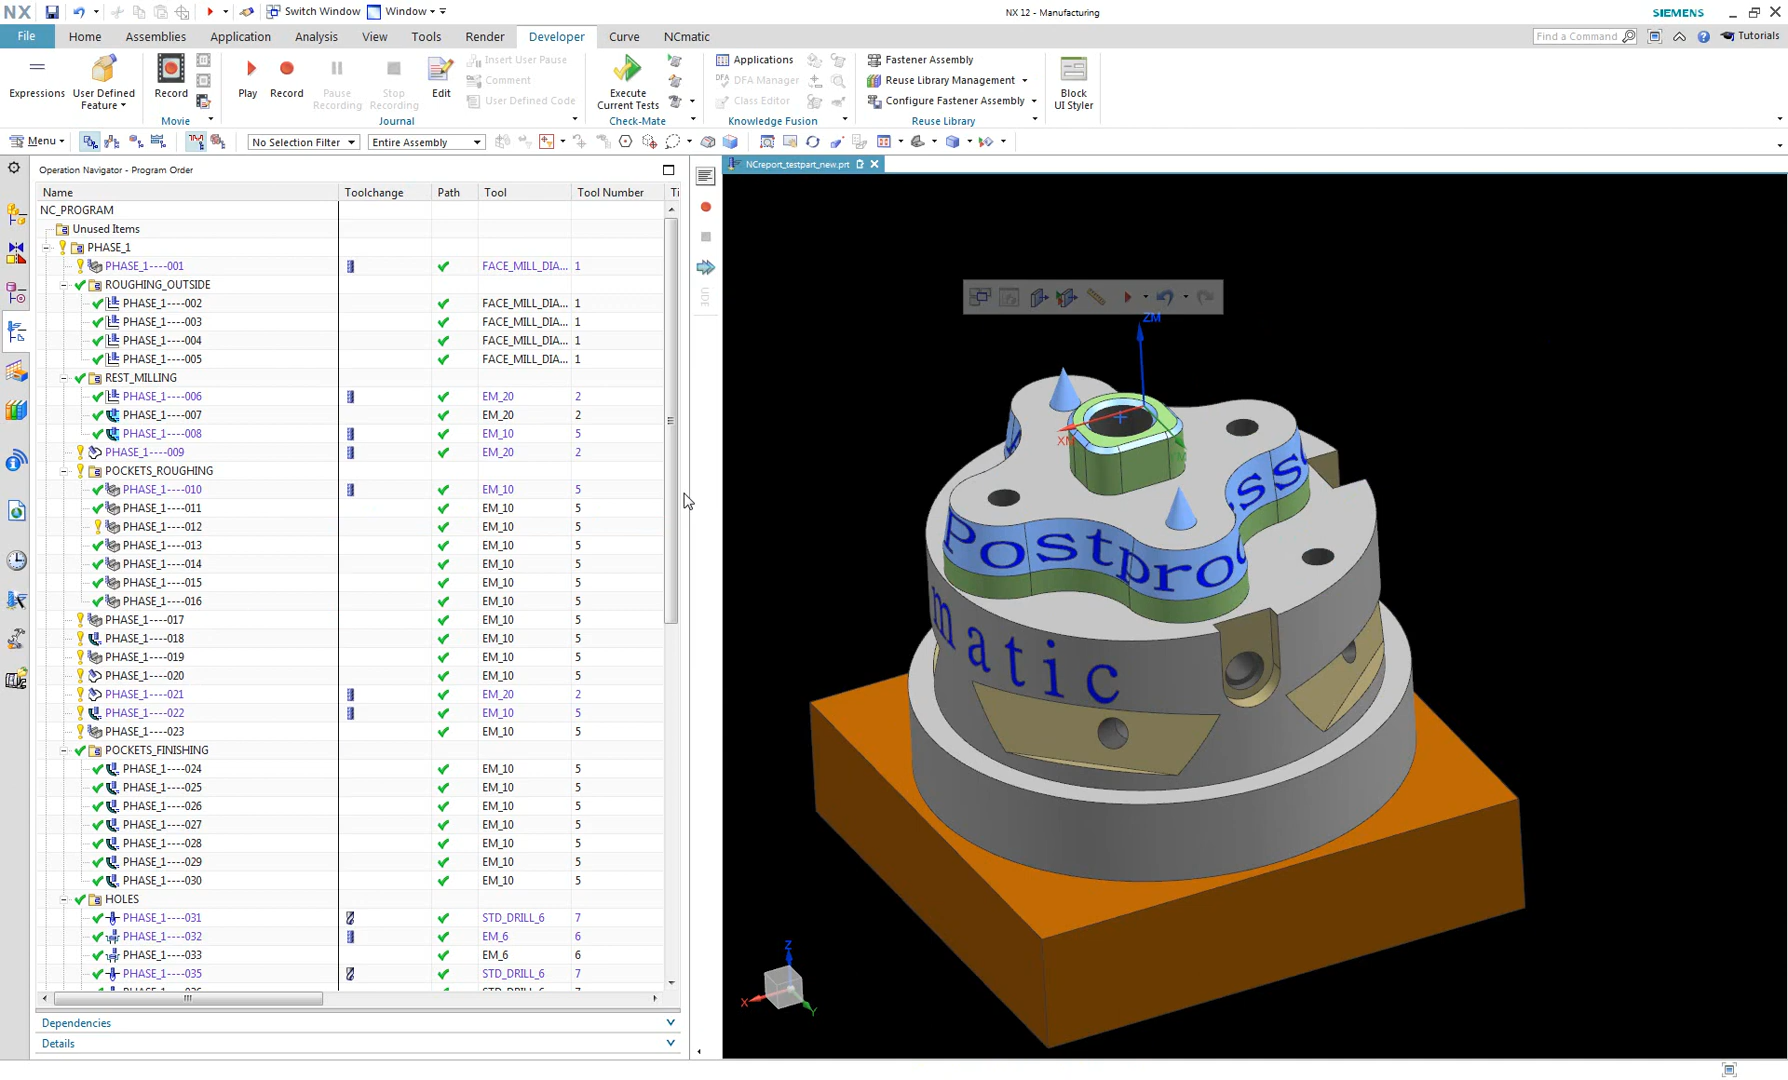 NX
Switch Window
Window
NX 12 - Manufacturing
SIEMENS
File
Home
Assemblies
Application
Analysis
View
Tools
Render
Developer
Curve
NCmatic
Find a Command
Tutorials
Expressions
User Defined
Feature
Record
Movie
Play
Record
Pause
Recording
Stop
Recording
Edit
Insert User Pause
Comment
User Defined Code
Journal
Execute
Current Tests
Check-Mate
Applications
DFA Manager
Class Editor
Knowledge Fusion
Fastener Assembly
Reuse Library Management
Configure Fastener Assembly
Reuse Library
Block
UI Styler
Menu
No Selection Filter
Entire Assembly
Operation Navigator - Program Order
NCreport_testpart_new.prt
Name Toolchange Path Tool Tool Number Ti
NC_PROGRAM
Unused Items
PHASE_1
PHASE_1----001 FACE_MILL_DIA... 1
ROUGHING_OUTSIDE
PHASE_1----002 FACE_MILL_DIA... 1
PHASE_1----003 FACE_MILL_DIA... 1
PHASE_1----004 FACE_MILL_DIA... 1
PHASE_1----005 FACE_MILL_DIA... 1
REST_MILLING
PHASE_1----006 EM_20 2
PHASE_1----007 EM_20 2
PHASE_1----008 EM_10 5
PHASE_1----009 EM_20 2
POCKETS_ROUGHING
PHASE_1----010 EM_10 5
PHASE_1----011 EM_10 5
PHASE_1----012 EM_10 5
PHASE_1----013 EM_10 5
PHASE_1----014 EM_10 5
PHASE_1----015 EM_10 5
PHASE_1----016 EM_10 5
PHASE_1----017 EM_10 5
PHASE_1----018 EM_10 5
PHASE_1----019 EM_10 5
PHASE_1----020 EM_10 5
PHASE_1----021 EM_20 2
PHASE_1----022 EM_10 5
PHASE_1----023 EM_10 5
POCKETS_FINISHING
PHASE_1----024 EM_10 5
PHASE_1----025 EM_10 5
PHASE_1----026 EM_10 5
PHASE_1----027 EM_10 5
PHASE_1----028 EM_10 5
PHASE_1----029 EM_10 5
PHASE_1----030 EM_10 5
HOLES
PHASE_1----031 STD_DRILL_6 7
PHASE_1----032 EM_6 6
PHASE_1----033 EM_6 6
PHASE_1----035 STD_DRILL_6 7
Dependencies
Details
UDE
ZM
XM
YM
Postprocess
matic
Z
X
Y